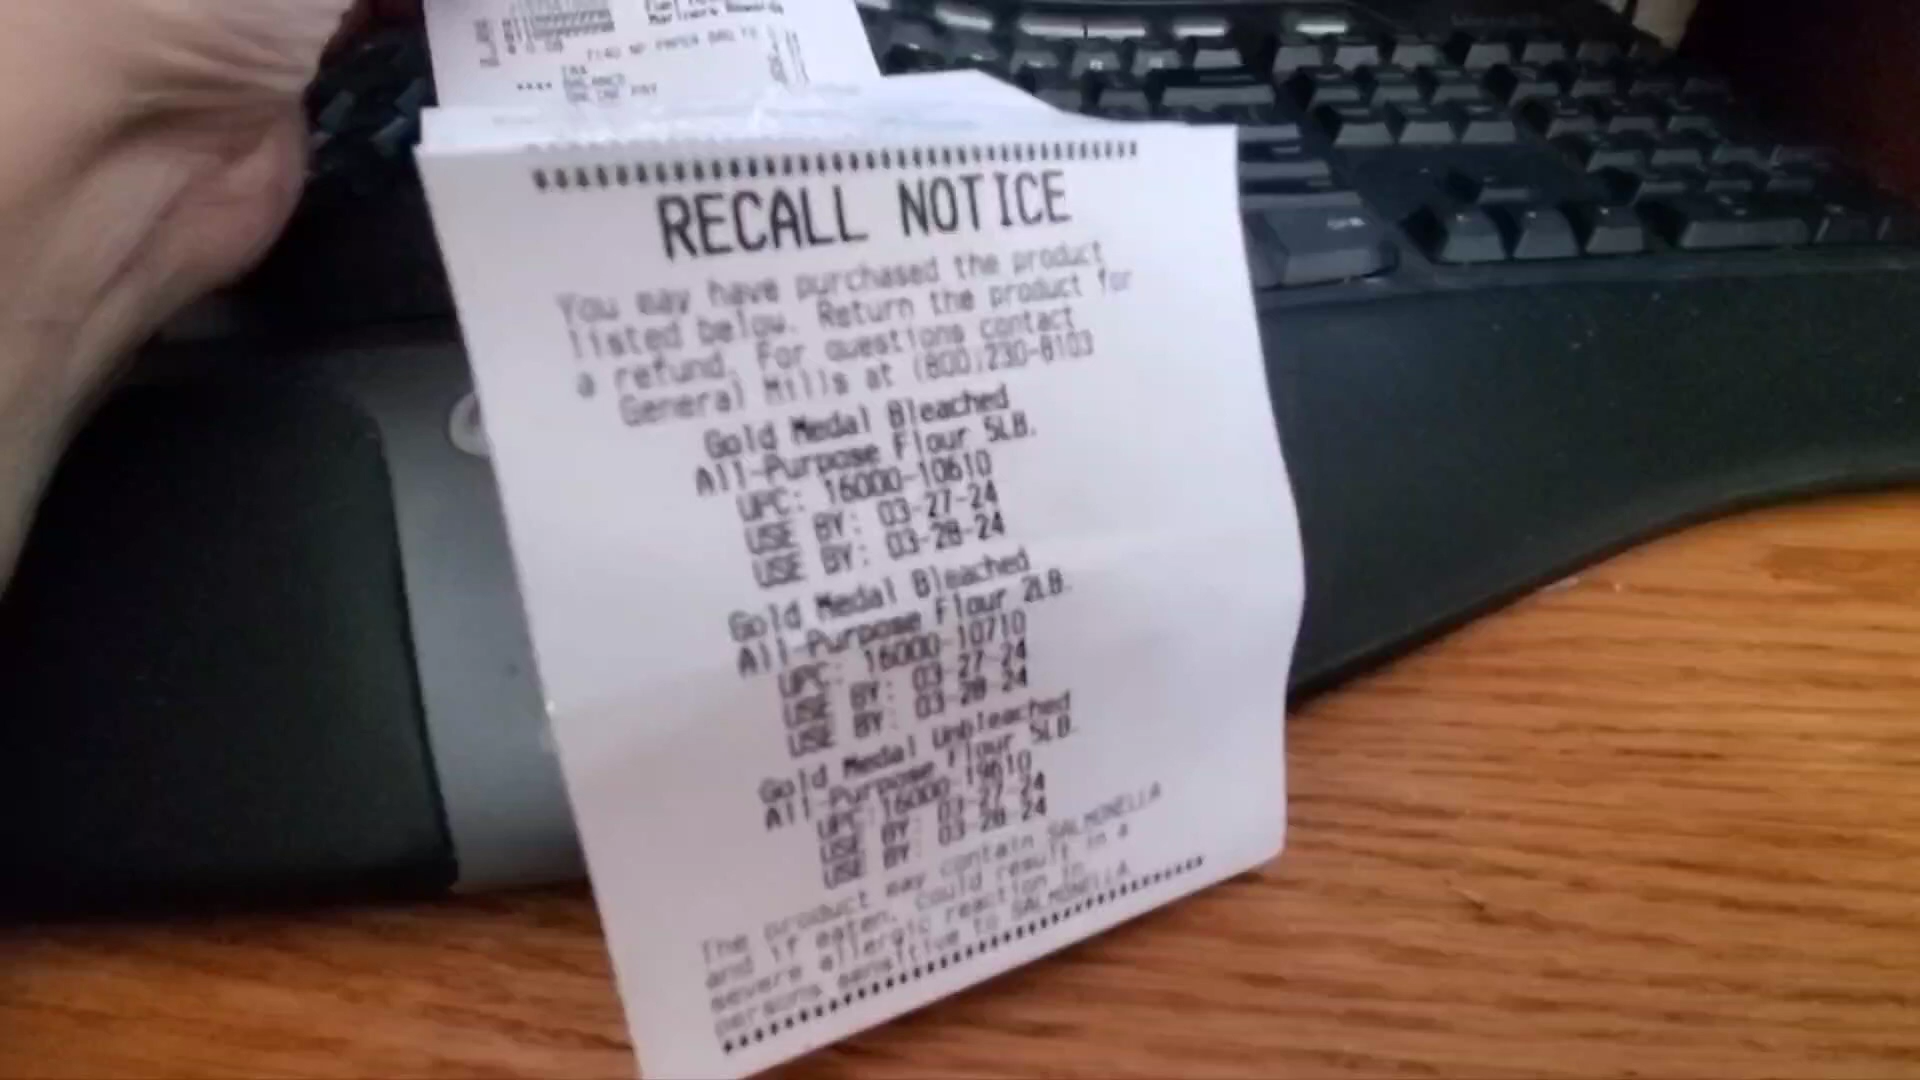 RECALL NOTICE
You may have purchased the product
listed below. Return the product for
a refund. For questions contact
General Mills at (800)230-8103
Gold Medal Bleached
All-Purpose Flour 5LB.
UPC: 16000-10610
USE BY: 03-27-24
USE BY: 03-28-24
Gold Medal Bleached
All-Purpose Flour 2LB.
UPC: 16000-10710
USE BY: 03-27-24
USE BY: 03-28-24
Gold Medal Unbleached
All-Purpose Flour 5LB.
UPC: 16000-19610
USE BY: 03-27-24
USE BY: 03-28-24
The product may contain SALMONELLA
and if eaten, could result in a
severe allergic reaction in
persons sensitive to SALMONELLA